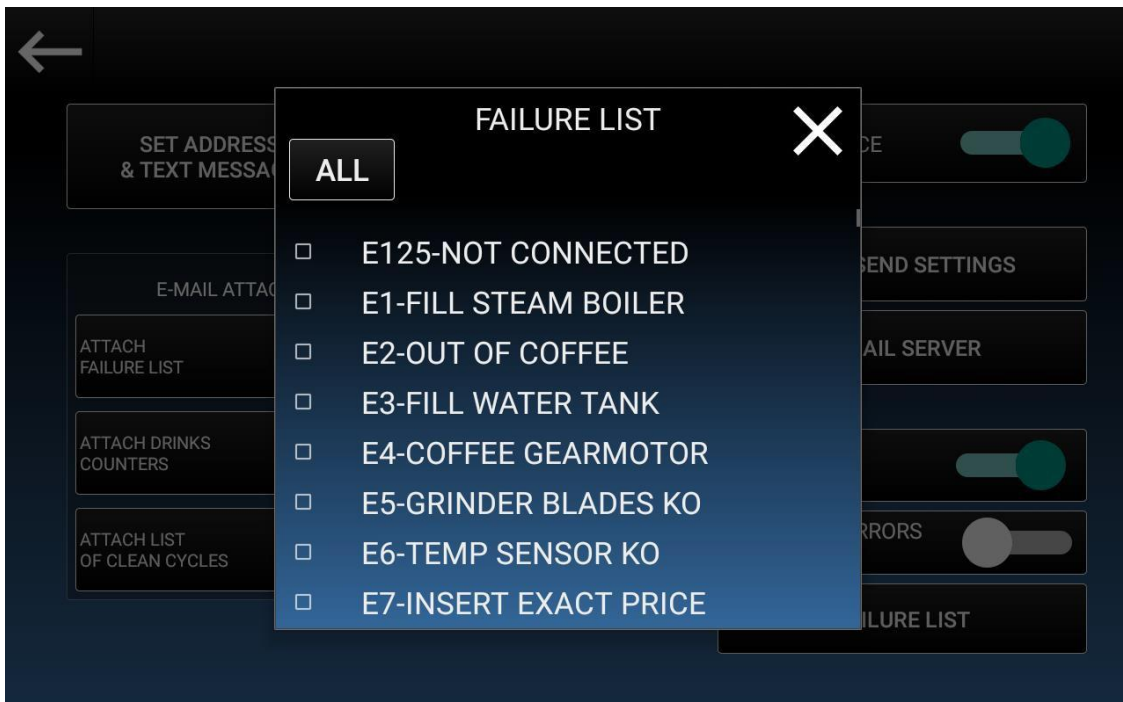 FAILURE LIST
ALL
E125-NOT CONNECTED
E1-FILL STEAM BOILER
E2-OUT OF COFFEE
E3-FILL WATER TANK
E4-COFFEE GEARMOTOR
E5-GRINDER BLADES KO
E6-TEMP SENSOR KO
E7-INSERT EXACT PRICE
SET ADDRESS
& TEXT MESSA
E-MAIL ATTAC
ATTACH
FAILURE LIST
ATTACH DRINKS
COUNTERS
ATTACH LIST
OF CLEAN CYCLES
CE
SEND SETTINGS
AIL SERVER
RRORS
ILURE LIST